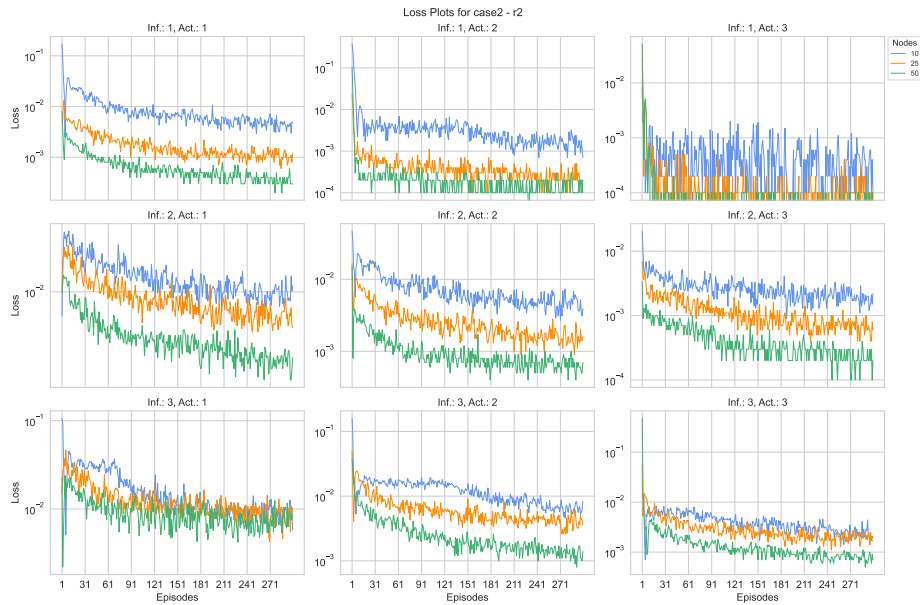 Loss Plots for case2 - r2
Inf.: 1, Act.: 1
Inf.: 1, Act.: 2
Inf.: 1, Act.: 3
Loss
10⁻¹
10⁻²
10⁻³
10⁻¹
10⁻²
10⁻³
10⁻⁴
10⁻²
10⁻³
10⁻⁴
Nodes
10
25
50
Inf.: 2, Act.: 1
Inf.: 2, Act.: 2
Inf.: 2, Act.: 3
Loss
10⁻²
10⁻²
10⁻³
10⁻²
10⁻³
10⁻⁴
Inf.: 3, Act.: 1
Inf.: 3, Act.: 2
Inf.: 3, Act.: 3
Loss
10⁻¹
10⁻²
10⁻¹
10⁻²
10⁻³
10⁻¹
10⁻²
10⁻³
1 31 61 91 121 151 181 211 241 271
1 31 61 91 121 151 181 211 241 271
1 31 61 91 121 151 181 211 241 271
Episodes
Episodes
Episodes